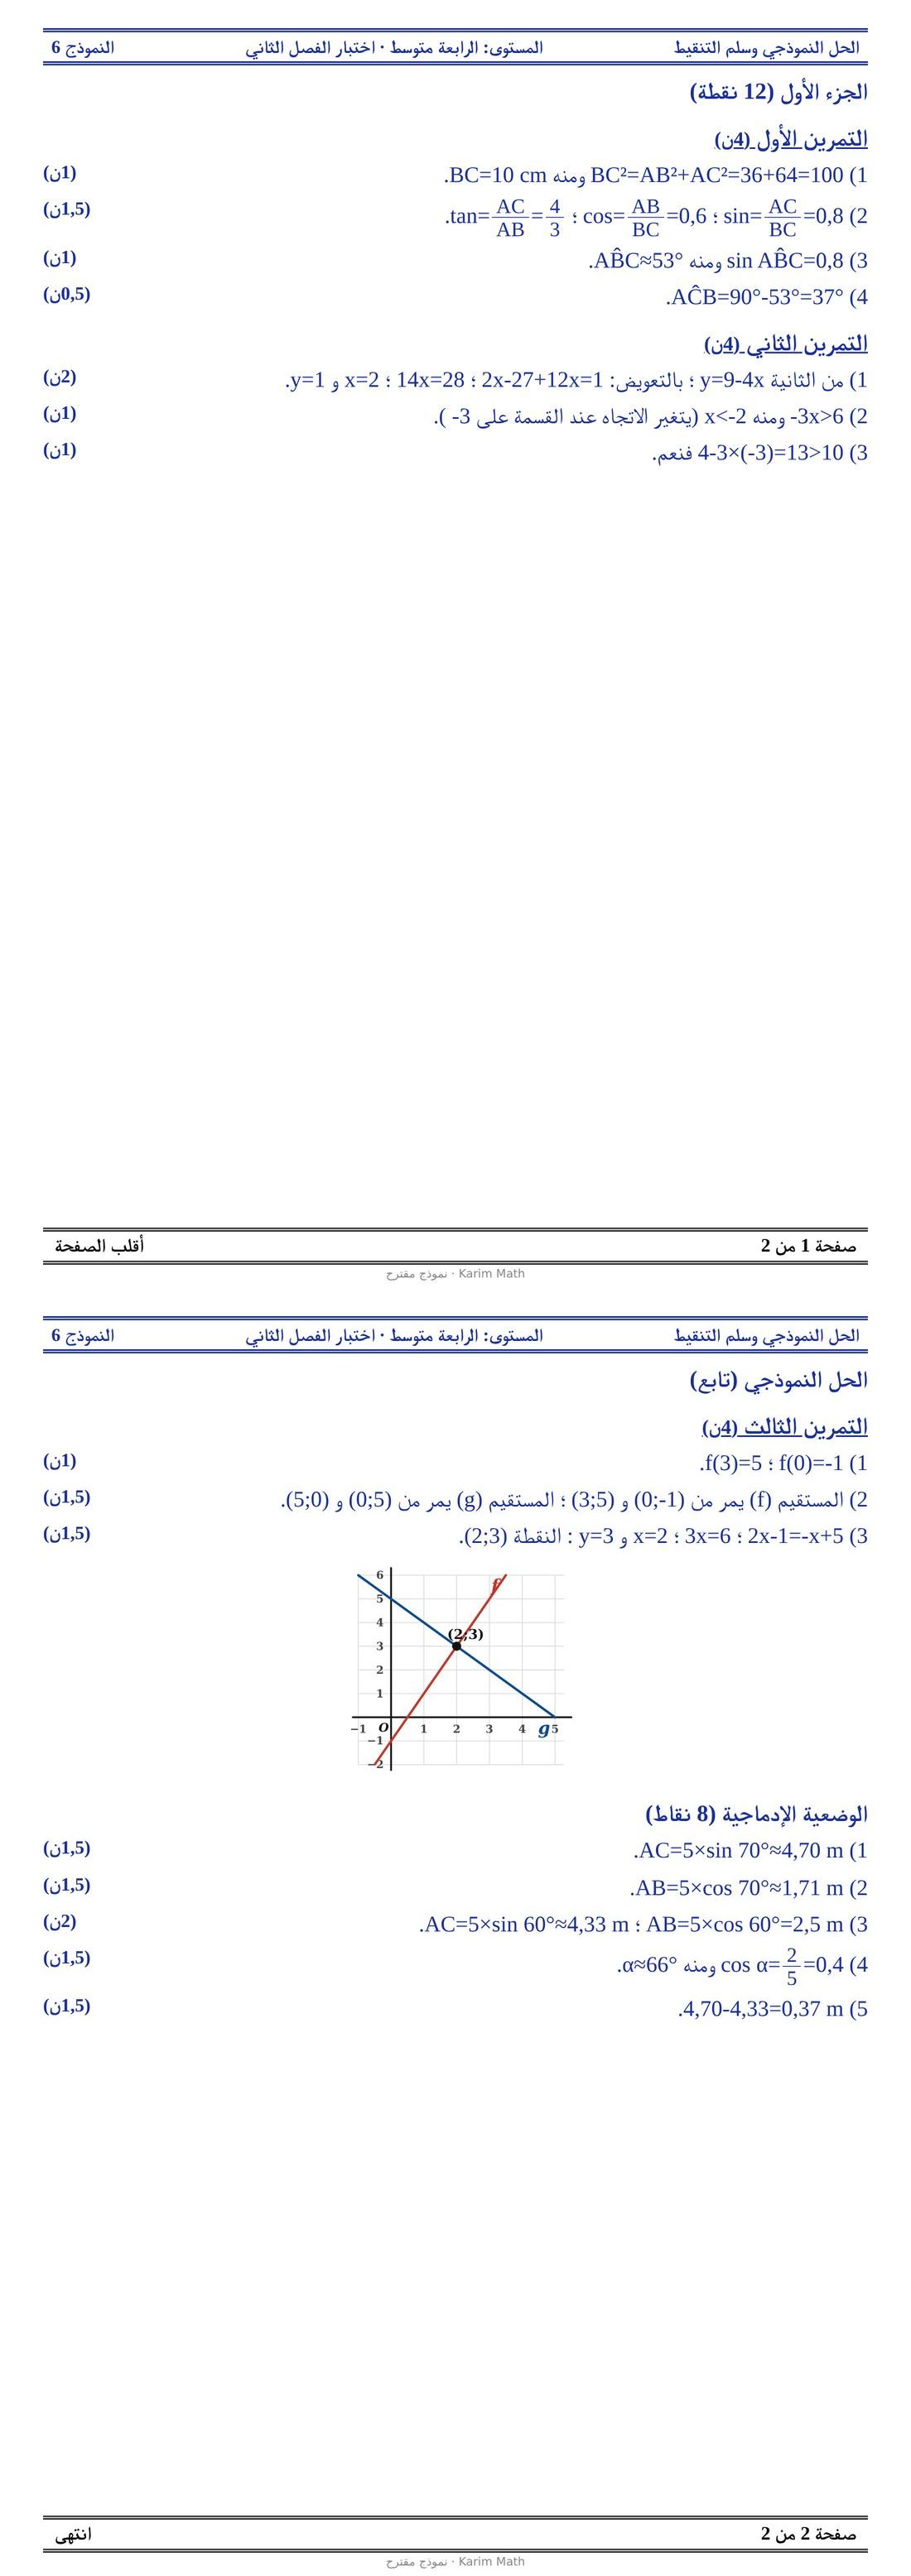 الحل النموذجي وسلم التنقيط المستوى: الرابعة متوسط · اختبار الفصل الثاني النموذج 6
الجزء الأول (12 نقطة)
التمرين الأول (4ن)
1) BC²=AB²+AC²=36+64=100 ومنه BC=10 cm. (1ن)
2) sin=AC/BC=0,8 ؛ cos=AB/BC=0,6 ؛ tan=AC/AB=4/3. (1,5ن)
3) sin AB̂C=0,8 ومنه AB̂C≈53°. (1ن)
4) AĈB=90°-53°=37°. (0,5ن)
التمرين الثاني (4ن)
1) من الثانية y=9-4x ؛ بالتعويض: 2x-27+12x=1 ؛ 14x=28 ؛ x=2 و y=1. (2ن)
2) -3x>6 ومنه x<-2 (يتغير الاتجاه عند القسمة على -3 ). (1ن)
3) 4-3×(-3)=13>10 فنعم. (1ن)
صفحة 1 من 2 أقلب الصفحة
Karim Math · نموذج مقترح
الحل النموذجي وسلم التنقيط المستوى: الرابعة متوسط · اختبار الفصل الثاني النموذج 6
الحل النموذجي (تابع)
التمرين الثالث (4ن)
1) f(0)=-1 ؛ f(3)=5. (1ن)
2) المستقيم (f) يمر من (0;-1) و (3;5) ؛ المستقيم (g) يمر من (0;5) و (5;0). (1,5ن)
3) 2x-1=-x+5 ؛ 3x=6 ؛ x=2 و y=3 : النقطة (2;3). (1,5ن)
6
f
5
4
(2;3)
3
2
1
−1 O 1 2 3 4 g 5
−1
−2
الوضعية الإدماجية (8 نقاط)
1) AC=5×sin 70°≈4,70 m. (1,5ن)
2) AB=5×cos 70°≈1,71 m. (1,5ن)
3) AB=5×cos 60°=2,5 m ؛ AC=5×sin 60°≈4,33 m. (2ن)
4) cos α=2/5=0,4 ومنه α≈66°. (1,5ن)
5) 4,70-4,33=0,37 m. (1,5ن)
صفحة 2 من 2 انتهى
Karim Math · نموذج مقترح